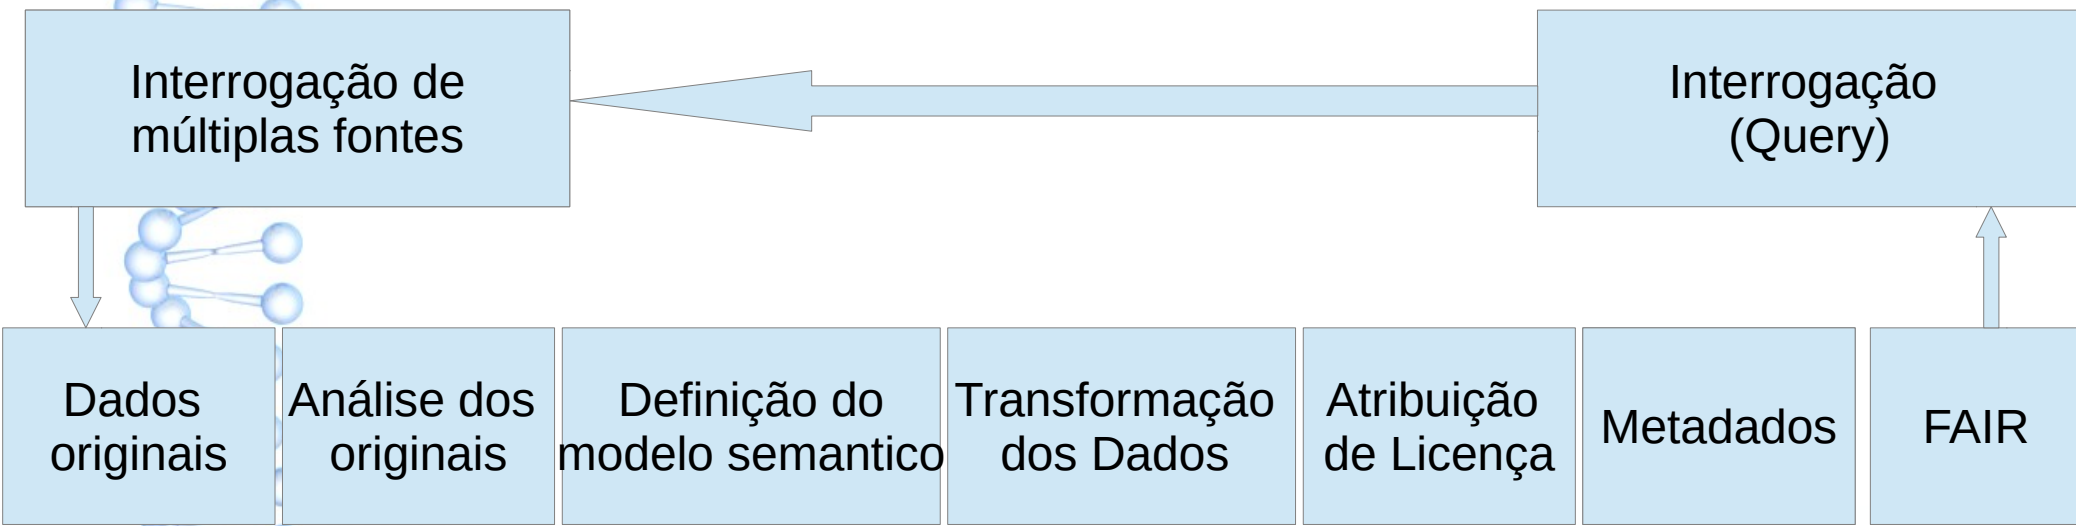 Interrogação de
múltiplas fontes
Interrogação
(Query)
Dados
originais
Análise dos
originais
Definição do
modelo semantico
Transformação
dos Dados
Atribuição
de Licença
Metadados
FAIR